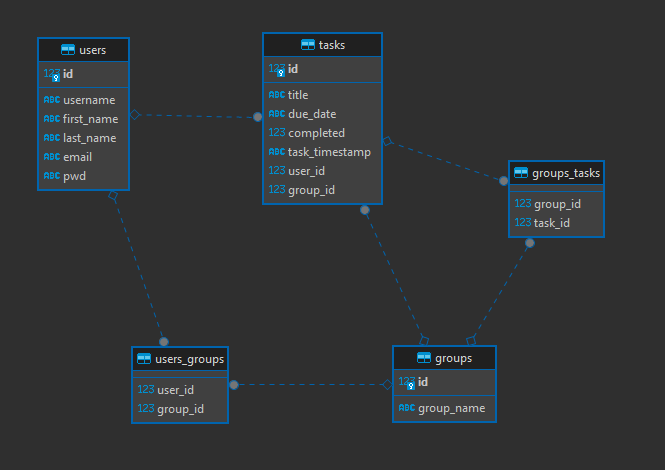 users
123 id
ABC username
ABC first_name
ABC last_name
ABC email
ABC pwd
tasks
123 id
ABC title
ABC due_date
123 completed
ABC task_timestamp
123 user_id
123 group_id
groups_tasks
123 group_id
123 task_id
users_groups
123 user_id
123 group_id
groups
123 id
ABC group_name